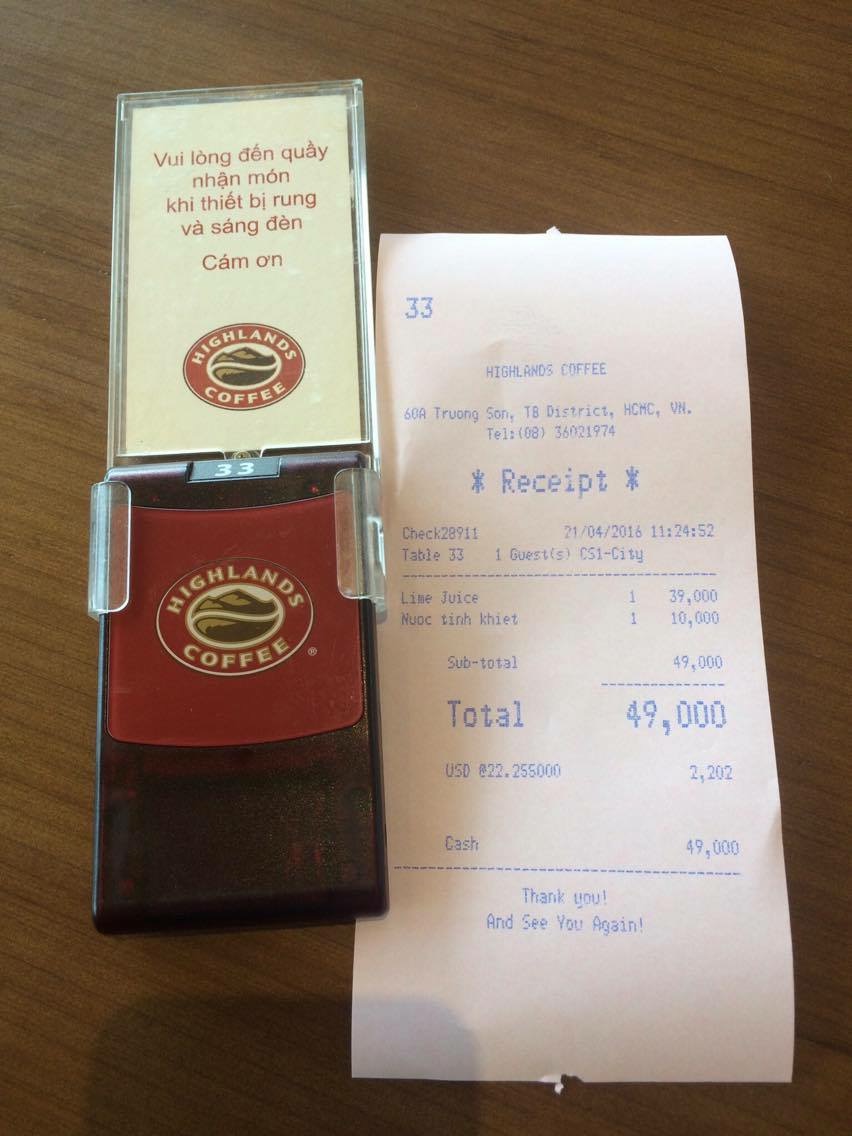 Vui lòng đến quầy
nhận món
khi thiết bị rung
và sáng đèn
Cám ơn
HIGHLANDS
COFFEE
33
HIGHLANDS
COFFEE
®
33
HIGHLANDS COFFEE
60A Truong Son, TB District, HCMC, VN.
Tel:(08) 36021974
* Receipt *
Check28911 21/04/2016 11:24:52
Table 33 1 Guest(s) CS1-City
Lime Juice 1 39,000
Nuoc tinh khiet 1 10,000
Sub-total 49,000
Total 49,000
USD @22.255000 2,202
Cash 49,000
Thank you!
And See You Again!